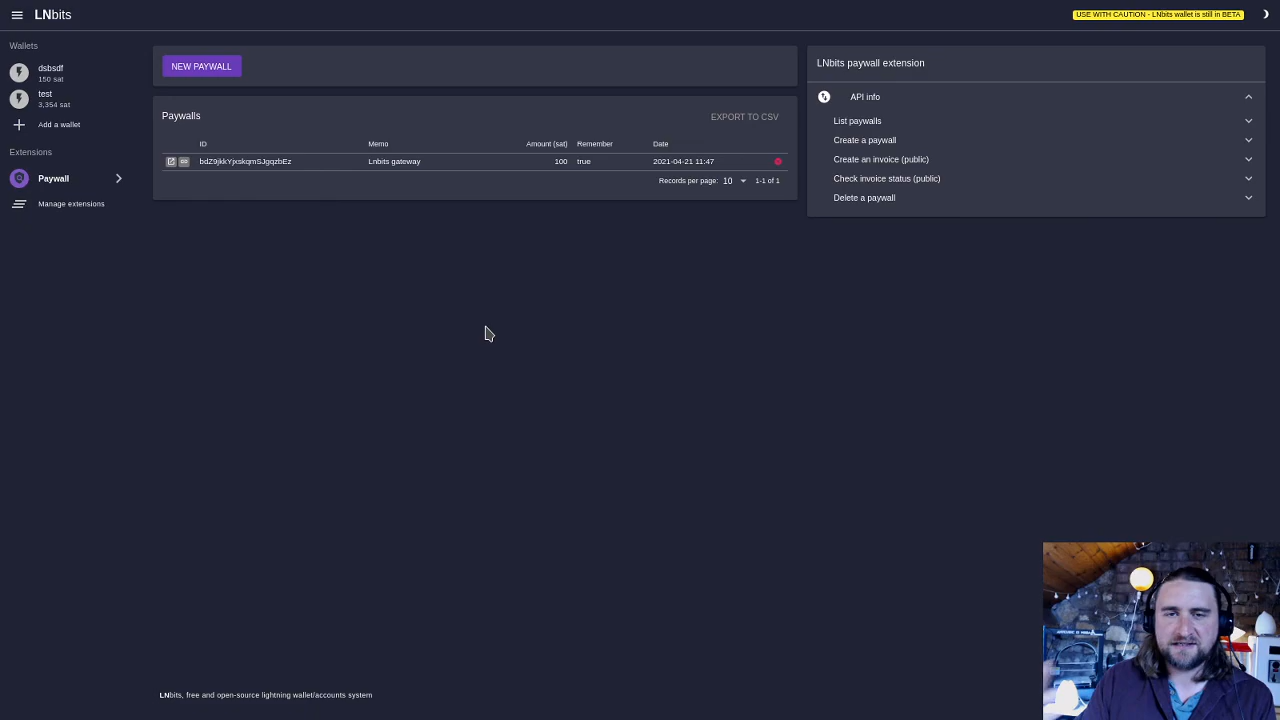 LNbits
USE WITH CAUTION - LNbits wallet is still in BETA
Wallets
dsbsdf
150 sat
test
3,354 sat
Add a wallet
Extensions
Paywall
Manage extensions
NEW PAYWALL
Paywalls
EXPORT TO CSV
ID Memo Amount (sat) Remember Date
bdZ9jkkYjxskqmSJgqzbEz Lnbits gateway 100 true 2021-04-21 11:47
Records per page: 10 1-1 of 1
LNbits paywall extension
API info
List paywalls
Create a paywall
Create an invoice (public)
Check invoice status (public)
Delete a paywall
LNbits, free and open-source lightning wallet/accounts system